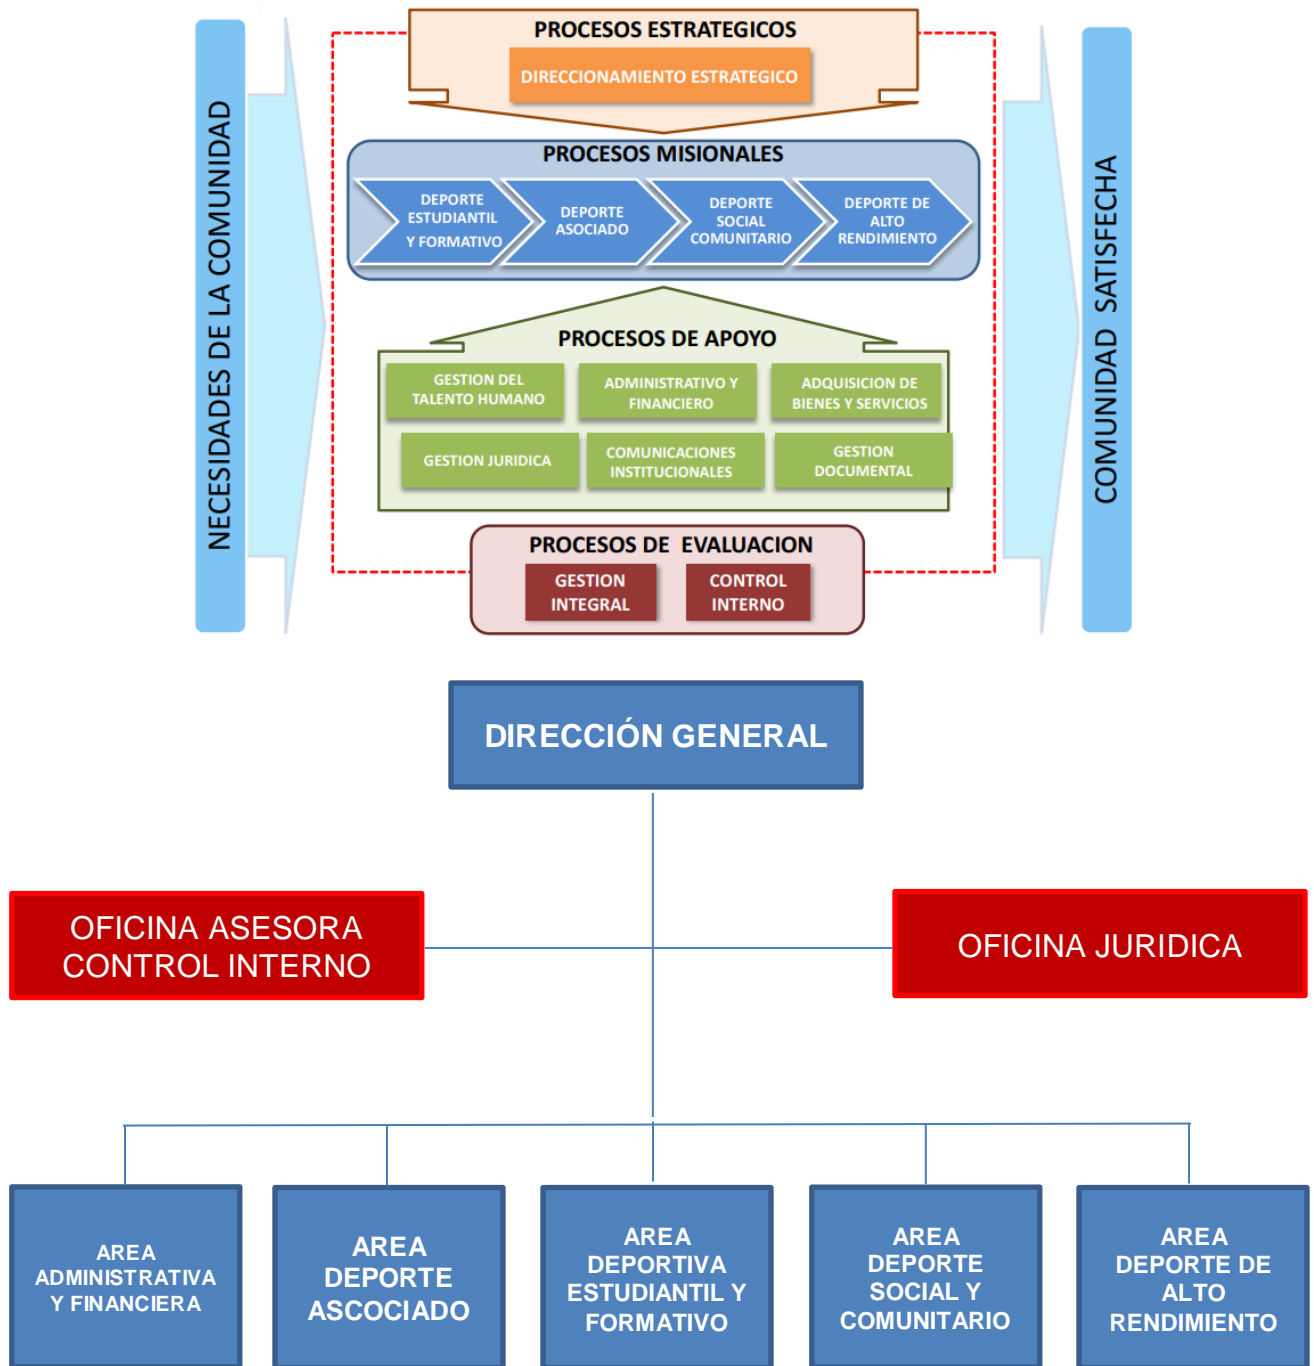 PROCESOS ESTRATEGICOS
DIRECCIONAMIENTO ESTRATEGICO
NECESIDADES DE LA COMUNIDAD
PROCESOS MISIONALES
DEPORTE
ESTUDIANTIL
Y FORMATIVO
DEPORTE
ASOCIADO
DEPORTE
SOCIAL
COMUNITARIO
DEPORTE DE
ALTO
RENDIMIENTO
COMUNIDAD SATISFECHA
PROCESOS DE APOYO
GESTION DEL
TALENTO HUMANO
ADMINISTRATIVO Y
FINANCIERO
ADQUISICION DE
BIENES Y SERVICIOS
GESTION JURIDICA
COMUNICACIONES
INSTITUCIONALES
GESTION
DOCUMENTAL
PROCESOS DE EVALUACION
GESTION
INTEGRAL
CONTROL
INTERNO
DIRECCIÓN GENERAL
OFICINA ASESORA
CONTROL INTERNO
OFICINA JURIDICA
AREA
ADMINISTRATIVA
Y FINANCIERA
AREA
DEPORTE
ASCOCIADO
AREA
DEPORTIVA
ESTUDIANTIL Y
FORMATIVO
AREA
DEPORTE
SOCIAL Y
COMUNITARIO
AREA
DEPORTE DE
ALTO
RENDIMIENTO